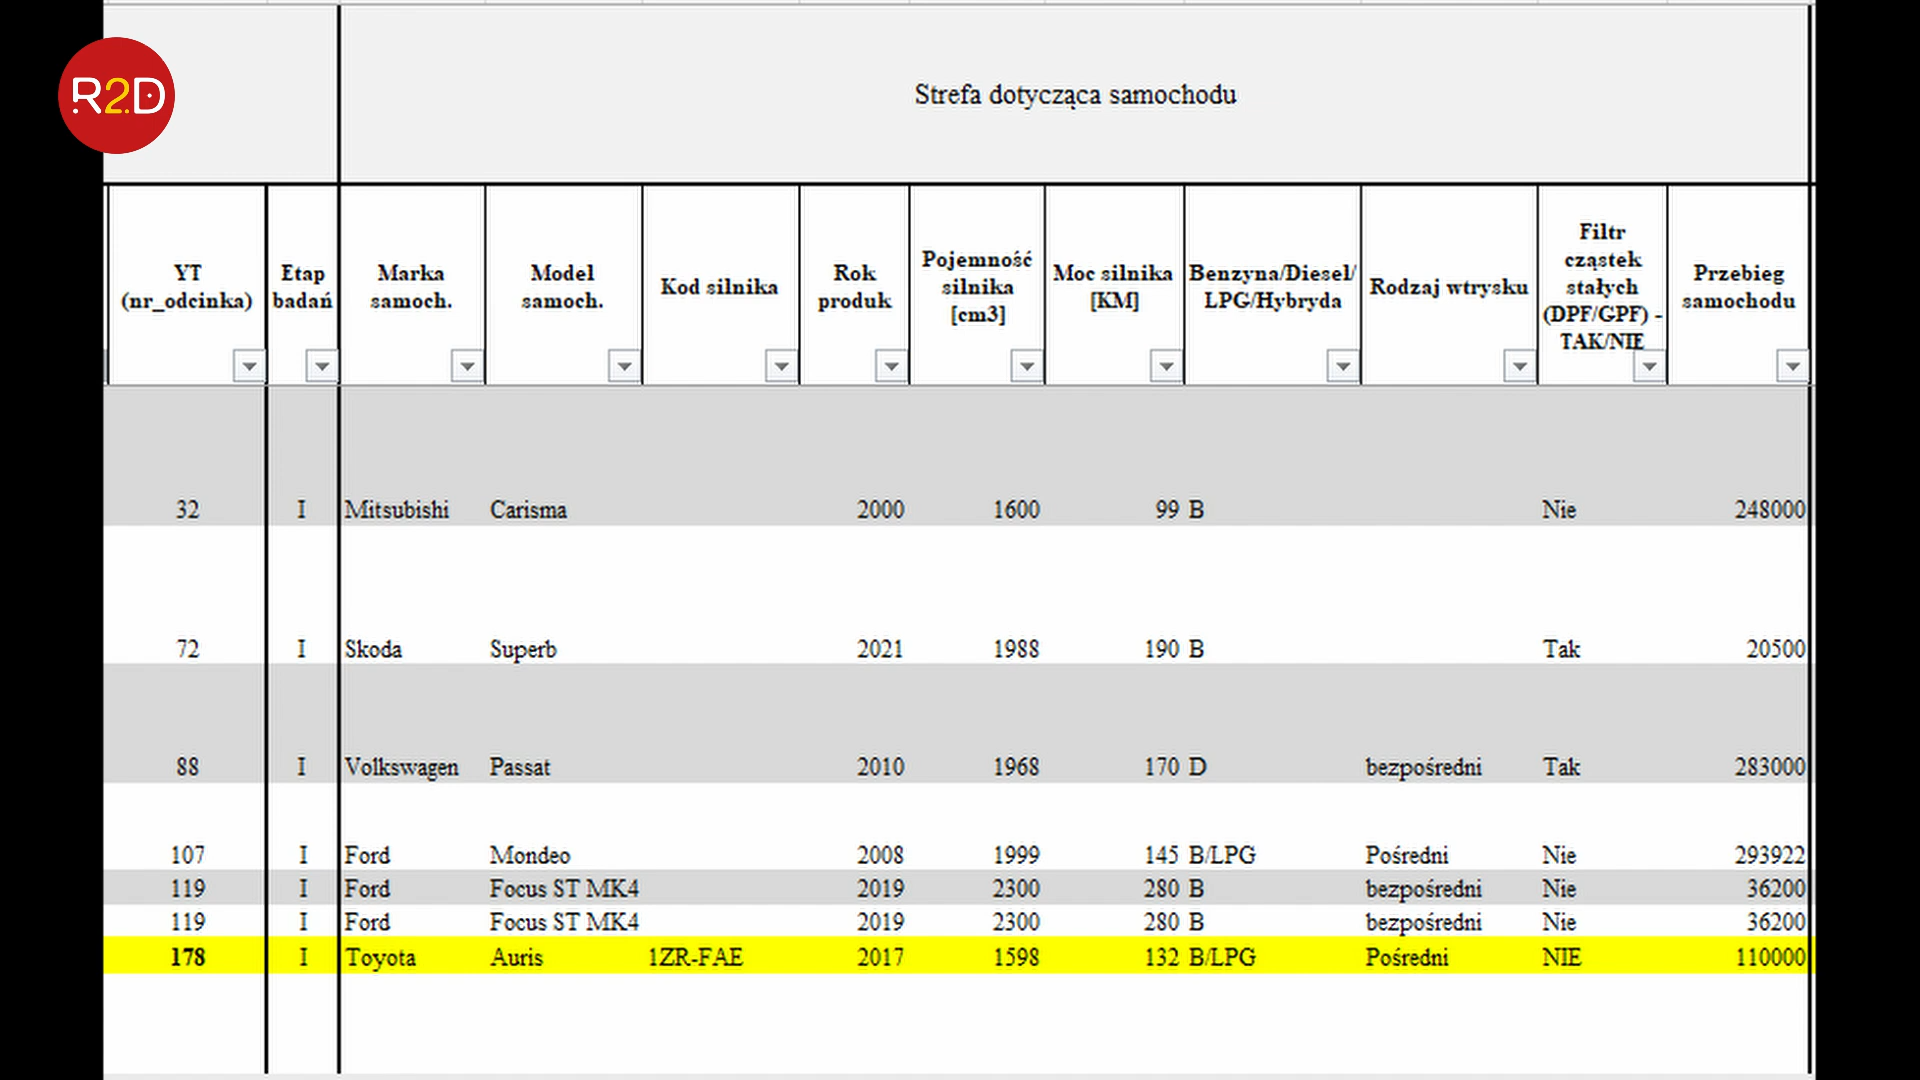 R2D
Strefa dotycząca samochodu
YT (nr_odcinka) Etap badań Marka samoch. Model samoch. Kod silnika Rok produk Pojemność silnika [cm3] Moc silnika [KM] Benzyna/Diesel/LPG/Hybryda Rodzaj wtrysku Filtr cząstek stałych (DPF/GPF) - TAK/NIE Przebieg samochodu
32 I Mitsubishi Carisma 2000 1600 99 B Nie 248000
72 I Skoda Superb 2021 1988 190 B Tak 20500
88 I Volkswagen Passat 2010 1968 170 D bezpośredni Tak 283000
107 I Ford Mondeo 2008 1999 145 B/LPG Pośredni Nie 293922
119 I Ford Focus ST MK4 2019 2300 280 B bezpośredni Nie 36200
119 I Ford Focus ST MK4 2019 2300 280 B bezpośredni Nie 36200
178 I Toyota Auris 1ZR-FAE 2017 1598 132 B/LPG Pośredni NIE 110000